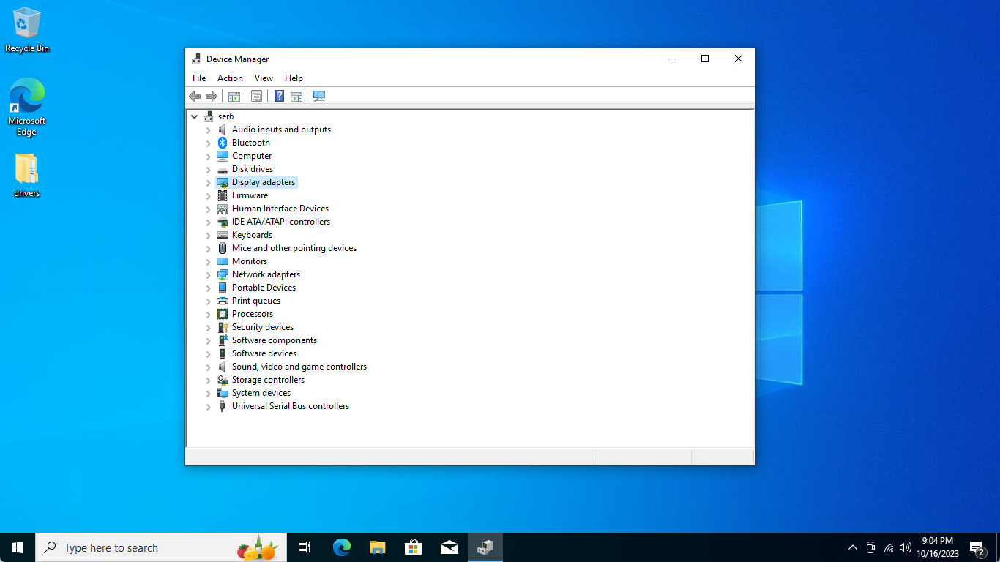 Recycle Bin
Microsoft
Edge
drivers
Device Manager
File Action View Help
?
ser6
Audio inputs and outputs
Bluetooth
Computer
Disk drives
Display adapters
Firmware
Human Interface Devices
IDE ATA/ATAPI controllers
Keyboards
Mice and other pointing devices
Monitors
Network adapters
Portable Devices
Print queues
Processors
Security devices
Software components
Software devices
Sound, video and game controllers
Storage controllers
System devices
Universal Serial Bus controllers
Type here to search
9:04 PM
10/16/2023
2